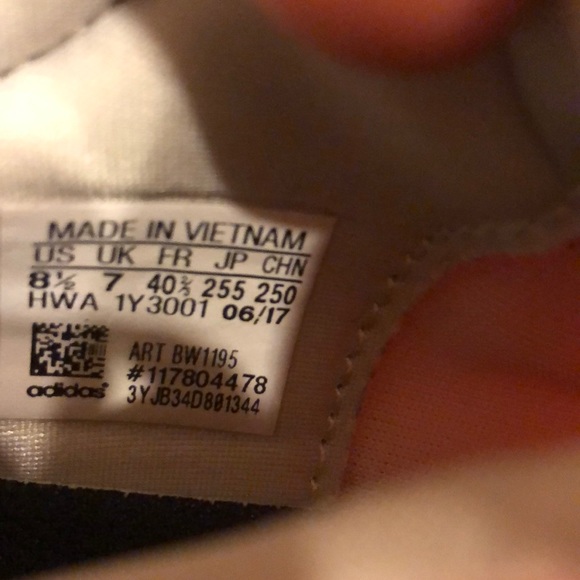 MADE IN VIETNAM
US UK FR JP CHN
8½ 7 40⅔ 255 250
HWA 1Y3001 06/17
ART BW1195
#117804478
adidas
3YJB34D801344